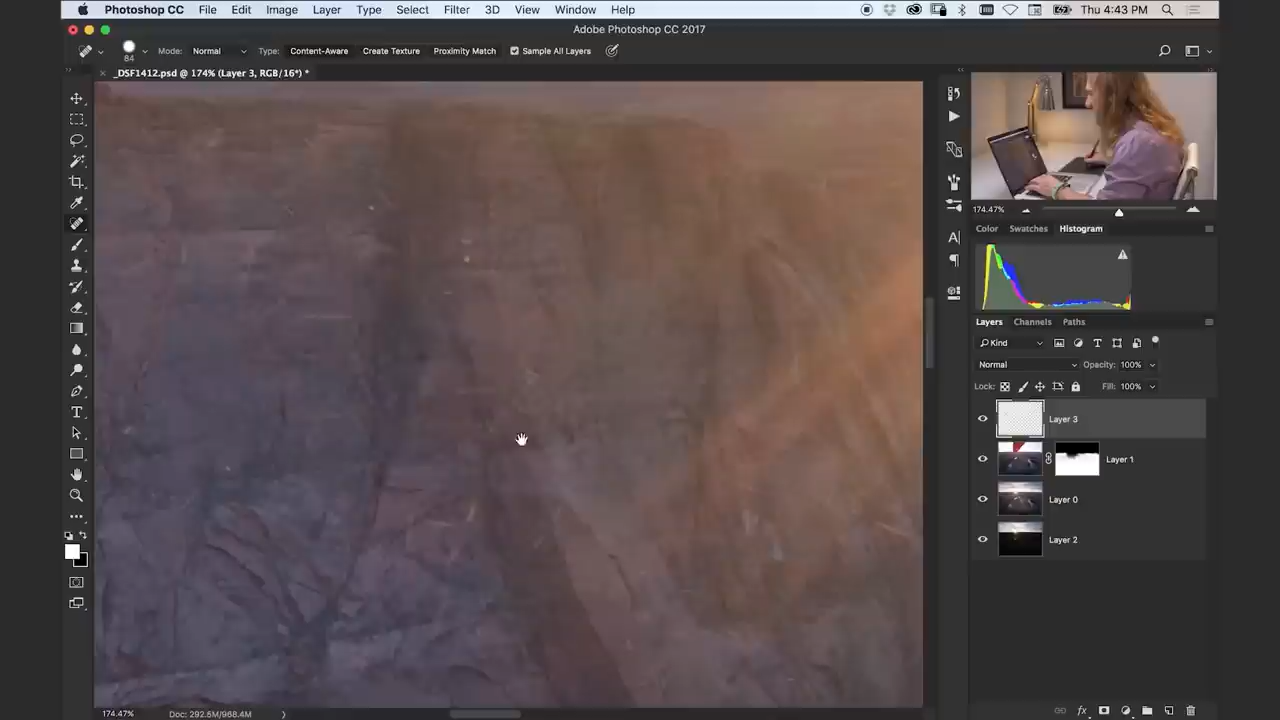 Photoshop CC File Edit Image Layer Type Select Filter 3D View Window Help Thu 4:43 PM
Adobe Photoshop CC 2017
84 Mode: Normal Type: Content-Aware Create Texture Proximity Match Sample All Layers
_DSF1412.psd @ 174% (Layer 3, RGB/16*) *
174.47%
Color Swatches Histogram
Layers Channels Paths
Kind
Normal Opacity: 100%
Lock: Fill: 100%
Layer 3
Layer 1
Layer 0
Layer 2
fx
174.47% Doc: 292.5M/968.4M